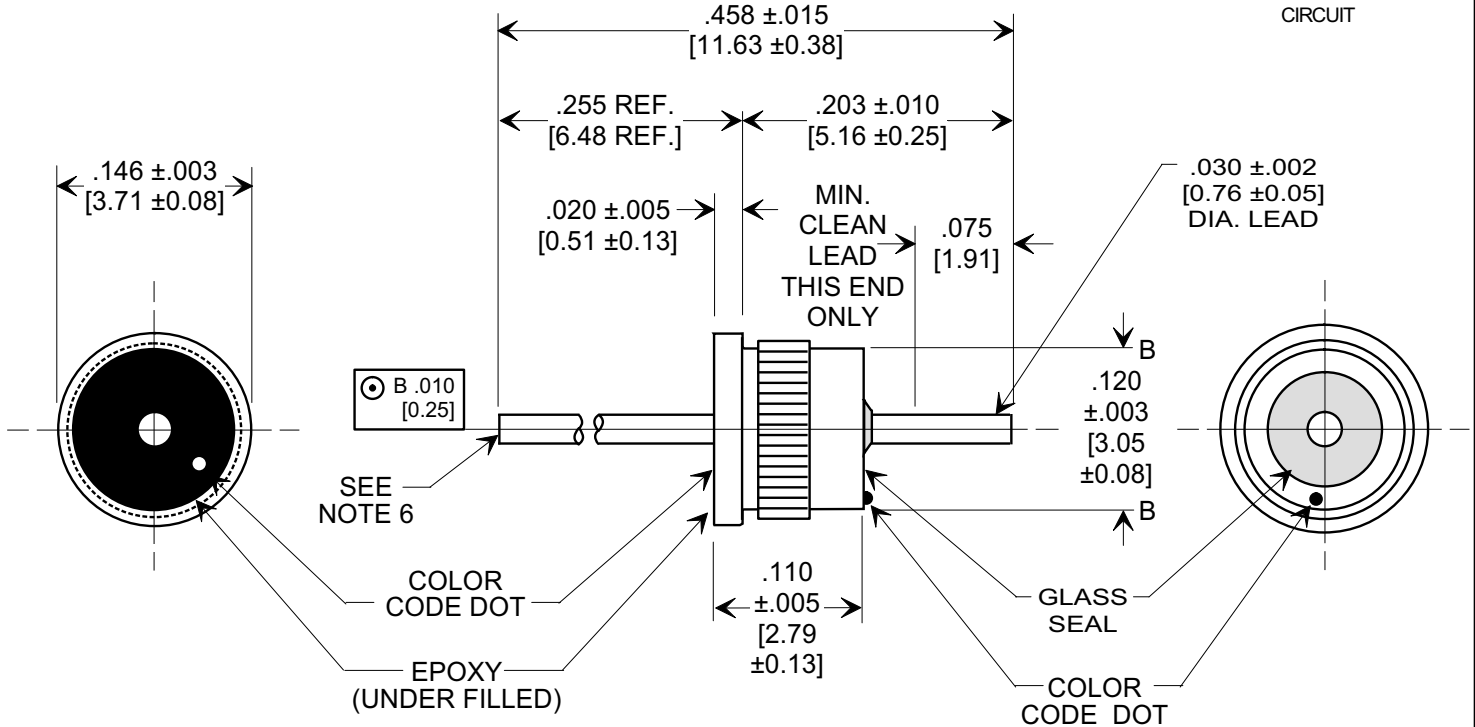 .458 ±.015
[11.63 ±0.38]
CIRCUIT
.255 REF.
[6.48 REF.]
.203 ±.010
[5.16 ±0.25]
.146 ±.003
[3.71 ±0.08]
.020 ±.005
[0.51 ±0.13]
MIN.
CLEAN
LEAD
THIS END
ONLY
.075
[1.91]
.030 ±.002
[0.76 ±0.05]
DIA. LEAD
B .010
[0.25]
B
.120
±.003
[3.05
±0.08]
B
SEE
NOTE 6
COLOR
CODE DOT
EPOXY
(UNDER FILLED)
.110
±.005
[2.79
±0.13]
GLASS
SEAL
COLOR
CODE DOT